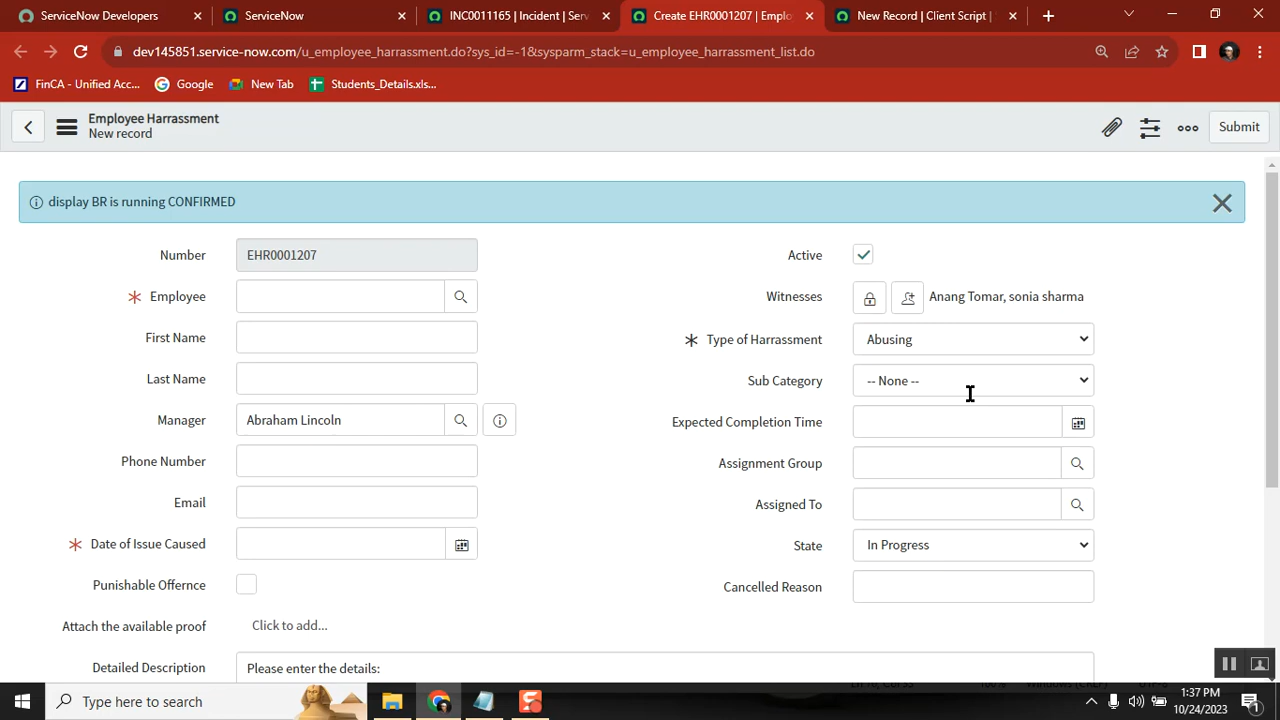 ServiceNow Developers
ServiceNow
INC0011165 | Incident | Serv
Create EHR0001207 | Emplo
New Record | Client Script |
dev145851.service-now.com/u_employee_harrassment.do?sys_id=-1&sysparm_stack=u_employee_harrassment_list.do
FinCA - Unified Acc...
Google
New Tab
Students_Details.xls...
Employee Harrassment
New record
Submit
display BR is running CONFIRMED
Number
EHR0001207
Active
Employee
Witnesses
Anang Tomar, sonia sharma
First Name
Type of Harrassment
Abusing
Last Name
Sub Category
-- None --
Manager
Abraham Lincoln
Expected Completion Time
Phone Number
Assignment Group
Email
Assigned To
Date of Issue Caused
State
In Progress
Punishable Offence
Cancelled Reason
Attach the available proof
Click to add...
Detailed Description
Please enter the details:
Type here to search
1:37 PM
10/24/2023
1